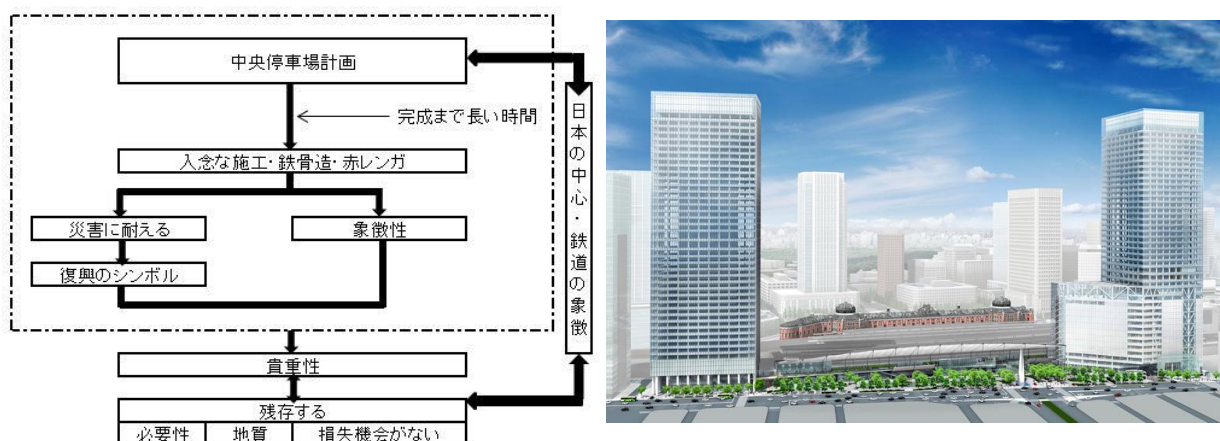 中央停車場計画
完成まで長い時間
入念な施工・鉄骨造・赤レンガ
災害に耐える
象徴性
復興のシンボル
日本の中心・鉄道の象徴
貴重性
残存する
必要性
地質
損失機会がない